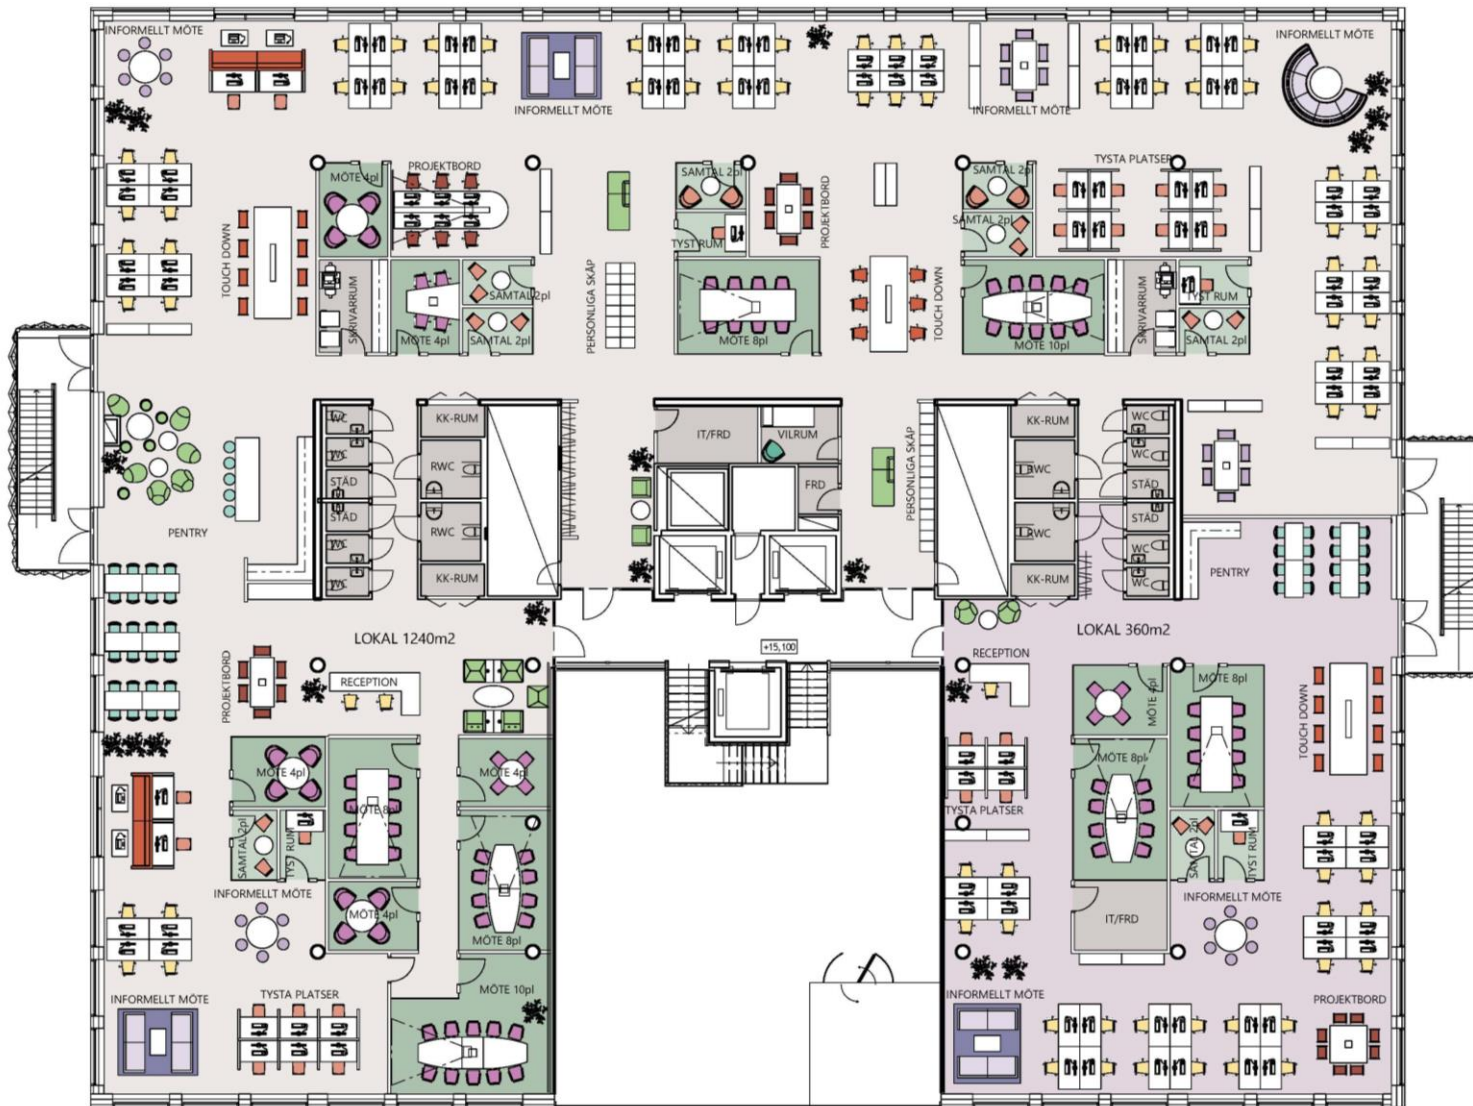 INFORMELLT MÖTE
INFORMELLT MÖTE
INFORMELLT MÖTE
INFORMELLT MÖTE
MÖTE 4pl
PROJEKTBORD
SAMTAL 2pl
SAMTAL 2pl
TYSTA PLATSER
TOUCH DOWN
PROJEKTBORD
SAMTAL 2pl
TYST RUM
PERSONLIGA SKÅP
SKRIVARRUM
SAMTAL 2pl
MÖTE 4pl
SAMTAL 2pl
MÖTE 8pl
TOUCH DOWN
MÖTE 10pl
SKRIVARRUM
TYST RUM
SAMTAL 2pl
WC
KK-RUM
IT/FRD
VILRUM
PERSONLIGA SKÅP
KK-RUM
WC
WC
RWC
RWC
WC
STÄD
FRD
STÄD
PENTRY
STÄD
RWC
RWC
STÄD
WC
WC
PENTRY
WC
KK-RUM
KK-RUM
WC
LOKAL 1240m2
+15,100
LOKAL 360m2
PROJEKTBORD
RECEPTION
RECEPTION
MÖTE 4pl
MÖTE 8pl
TOUCH DOWN
MÖTE 4pl
MÖTE 4pl
MÖTE 8pl
MÖTE 8pl
TYSTA PLATSER
SAMTAL 2pl
TYST RUM
SAMTAL 2pl
TYST RUM
INFORMELLT MÖTE
MÖTE 4pl
INFORMELLT MÖTE
IT/FRD
MÖTE 8pl
MÖTE 10pl
INFORMELLT MÖTE
TYSTA PLATSER
INFORMELLT MÖTE
PROJEKTBORD